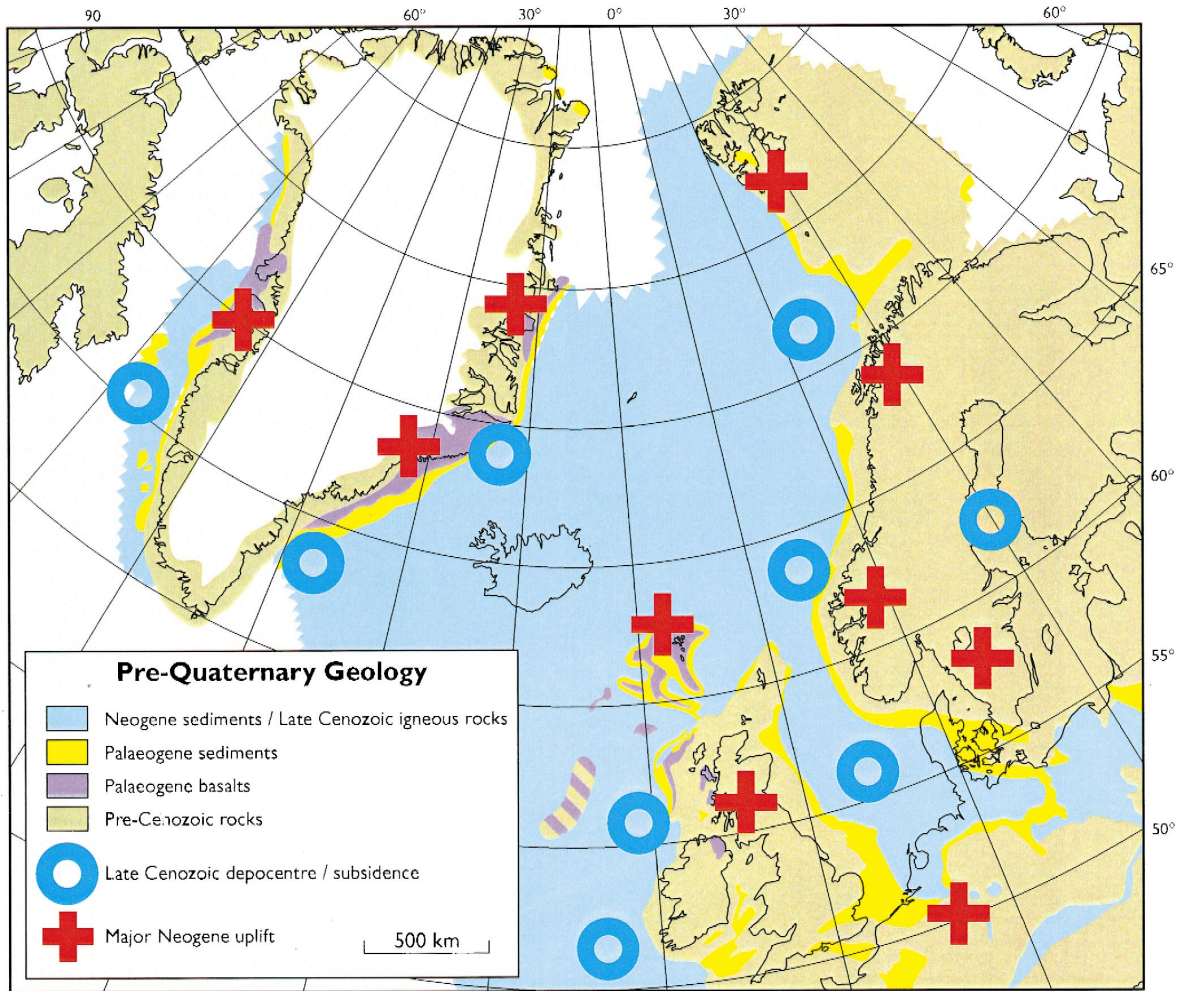 90
60°
30°
0°
30°
60°
65°
60°
55°
50°
Pre-Quaternary Geology
Neogene sediments / Late Cenozoic igneous rocks
Palaeogene sediments
Palaeogene basalts
Pre-Cenozoic rocks
Late Cenozoic depocentre / subsidence
Major Neogene uplift
500 km